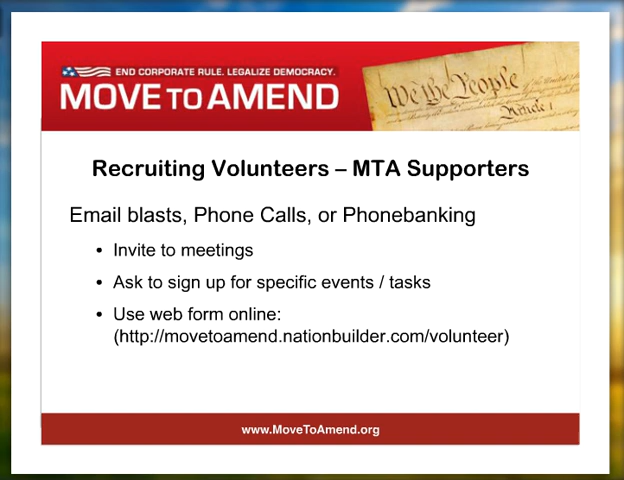 END CORPORATE RULE. LEGALIZE DEMOCRACY.
MOVE TO AMEND
We the People
Article 1
Recruiting Volunteers – MTA Supporters
Email blasts, Phone Calls, or Phonebanking
• Invite to meetings
• Ask to sign up for specific events / tasks
• Use web form online:
(http://movetoamend.nationbuilder.com/volunteer)
www.MoveToAmend.org